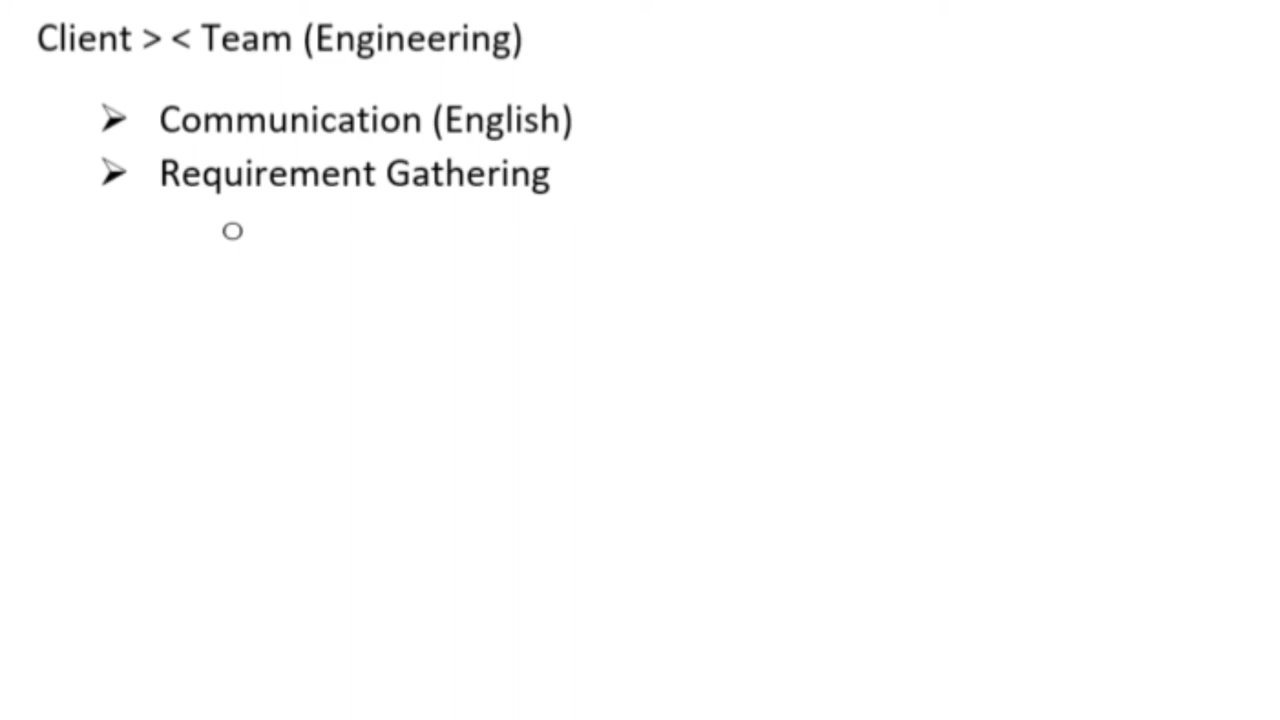 Client > < Team (Engineering)
➢ Communication (English)
➢ Requirement Gathering
o